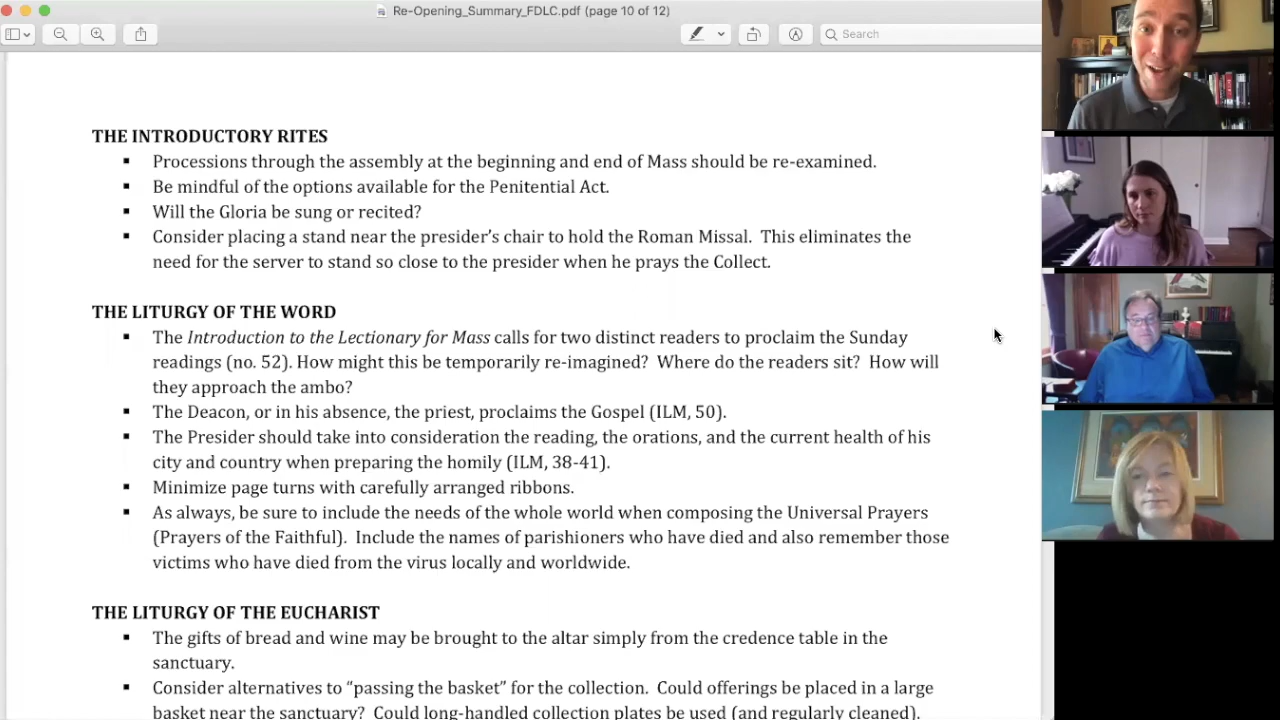 Re-Opening_Summary_FDLC.pdf (page 10 of 12)
Search
THE INTRODUCTORY RITES
▪ Processions through the assembly at the beginning and end of Mass should be re-examined.
▪ Be mindful of the options available for the Penitential Act.
▪ Will the Gloria be sung or recited?
▪ Consider placing a stand near the presider’s chair to hold the Roman Missal.  This eliminates the
need for the server to stand so close to the presider when he prays the Collect.
THE LITURGY OF THE WORD
▪ The Introduction to the Lectionary for Mass calls for two distinct readers to proclaim the Sunday
readings (no. 52). How might this be temporarily re-imagined?  Where do the readers sit?  How will
they approach the ambo?
▪ The Deacon, or in his absence, the priest, proclaims the Gospel (ILM, 50).
▪ The Presider should take into consideration the reading, the orations, and the current health of his
city and country when preparing the homily (ILM, 38-41).
▪ Minimize page turns with carefully arranged ribbons.
▪ As always, be sure to include the needs of the whole world when composing the Universal Prayers
(Prayers of the Faithful).  Include the names of parishioners who have died and also remember those
victims who have died from the virus locally and worldwide.
THE LITURGY OF THE EUCHARIST
▪ The gifts of bread and wine may be brought to the altar simply from the credence table in the
sanctuary.
▪ Consider alternatives to “passing the basket” for the collection.  Could offerings be placed in a large
basket near the sanctuary?  Could long-handled collection plates be used (and regularly cleaned).